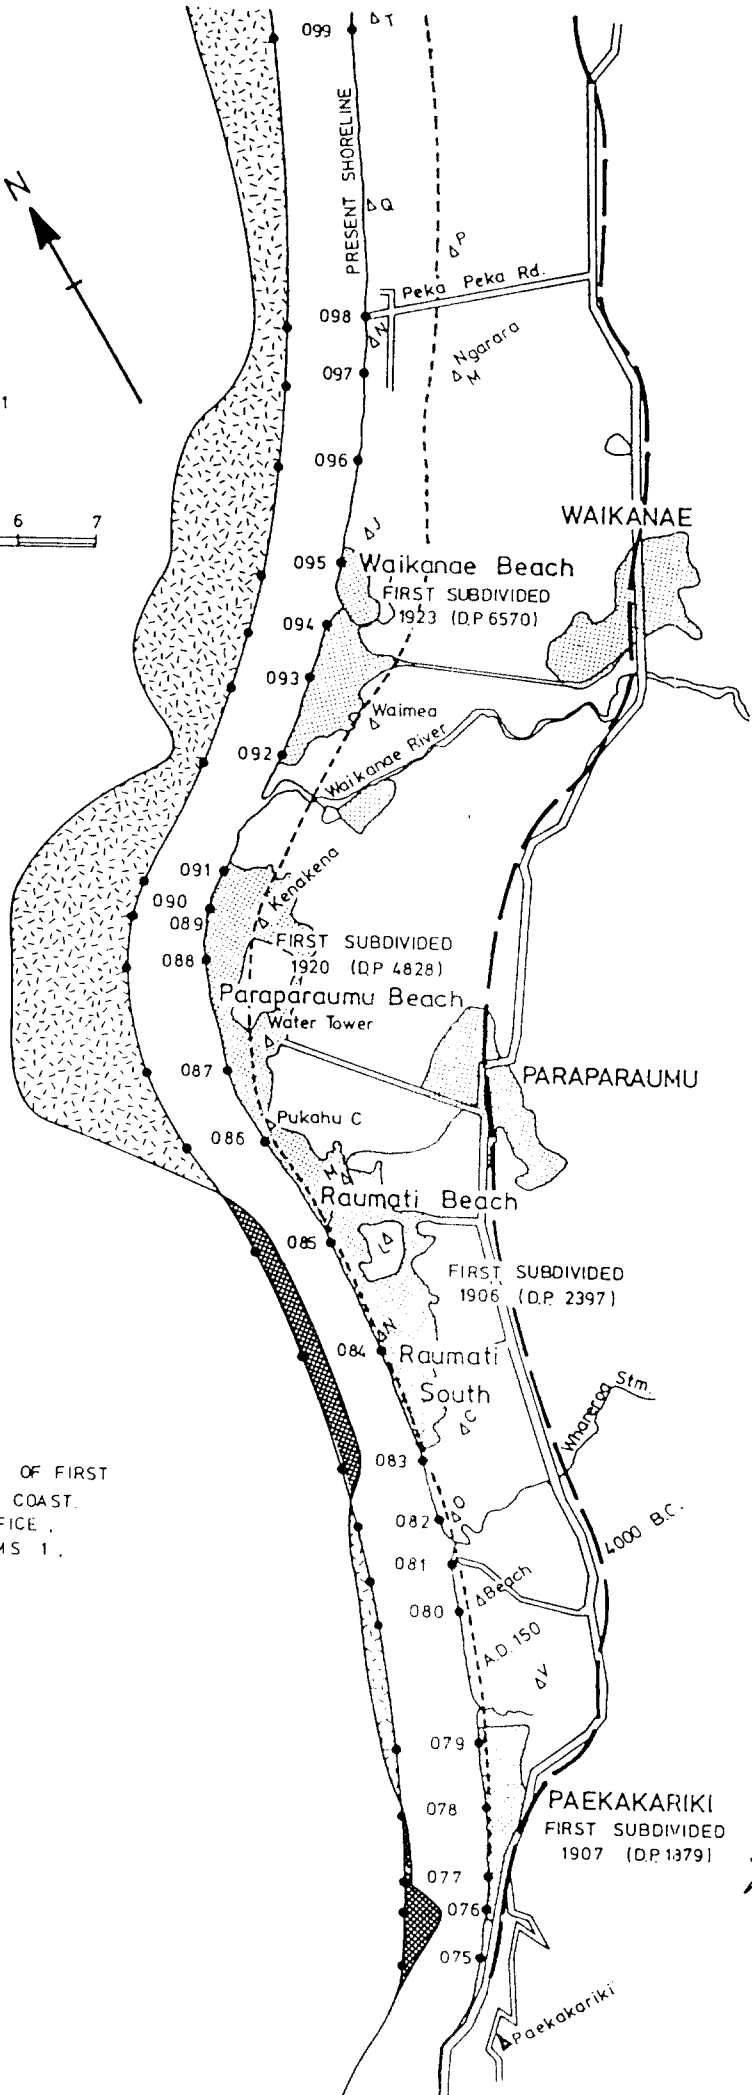 099
T
PRESENT SHORELINE
N
Q
P
Peka Peka Rd.
098
N
Ngarara
M
097
1
096
6 7
WAIKANAE
J
095
Waikanae Beach
FIRST SUBDIVIDED
1923 (D.P 6570)
094
093
Waimea
092
Waikanae River
091
Kenakena
090
089
FIRST SUBDIVIDED
1920 (D.P. 4828)
088
Paraparaumu Beach
Water Tower
087
PARAPARAUMU
Pukahu C
086
M
Raumati Beach
085
L
FIRST SUBDIVIDED
1906 (D.P. 2397)
N
084
Raumati
South
C
Whareroa Stm.
083
OF FIRST
COAST.
FICE,
MS 1,
O
082
4000 B.C.
081
Beach
080
A.D. 150
V
079
078
PAEKAKARIKI
FIRST SUBDIVIDED
1907 (D.P. 1879)
077
076
075
Paekakariki